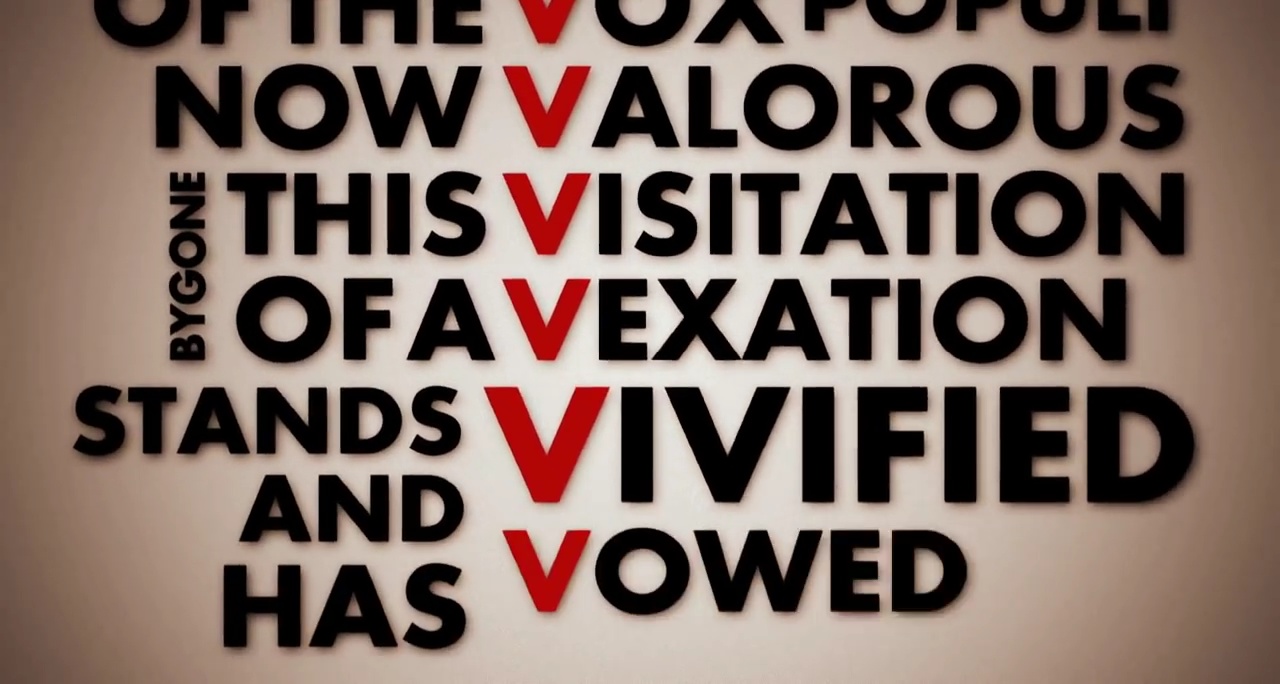 OF THE VOX POPULI
NOW VALOROUS
THIS VISITATION
BYGONE
OF A VEXATION
STANDS VIVIFIED
AND
HAS VOWED